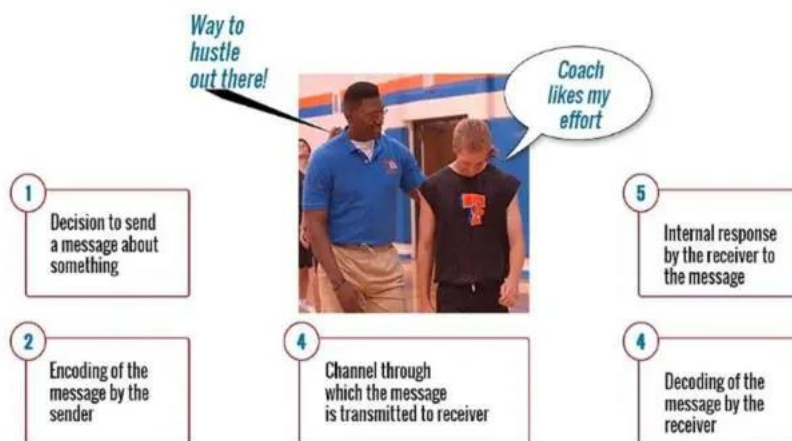 Way to
hustle
out there!
Coach
likes my
effort
1
Decision to send
a message about
something
2
Encoding of the
message by the
sender
4
Channel through
which the message
is transmitted to receiver
5
Internal response
by the receiver to
the message
4
Decoding of the
message by the
receiver